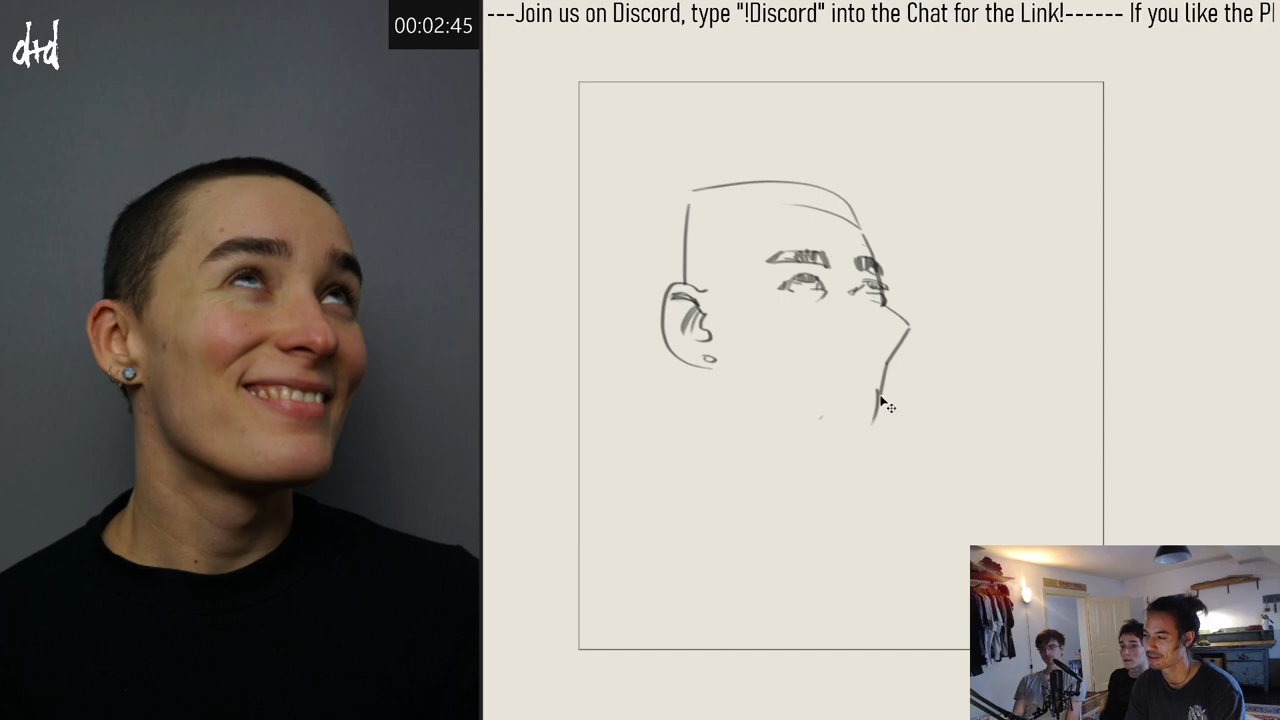 d+d
00:02:45
---Join us on Discord, type "!Discord" into the Chat for the Link!------ If you like the Pl